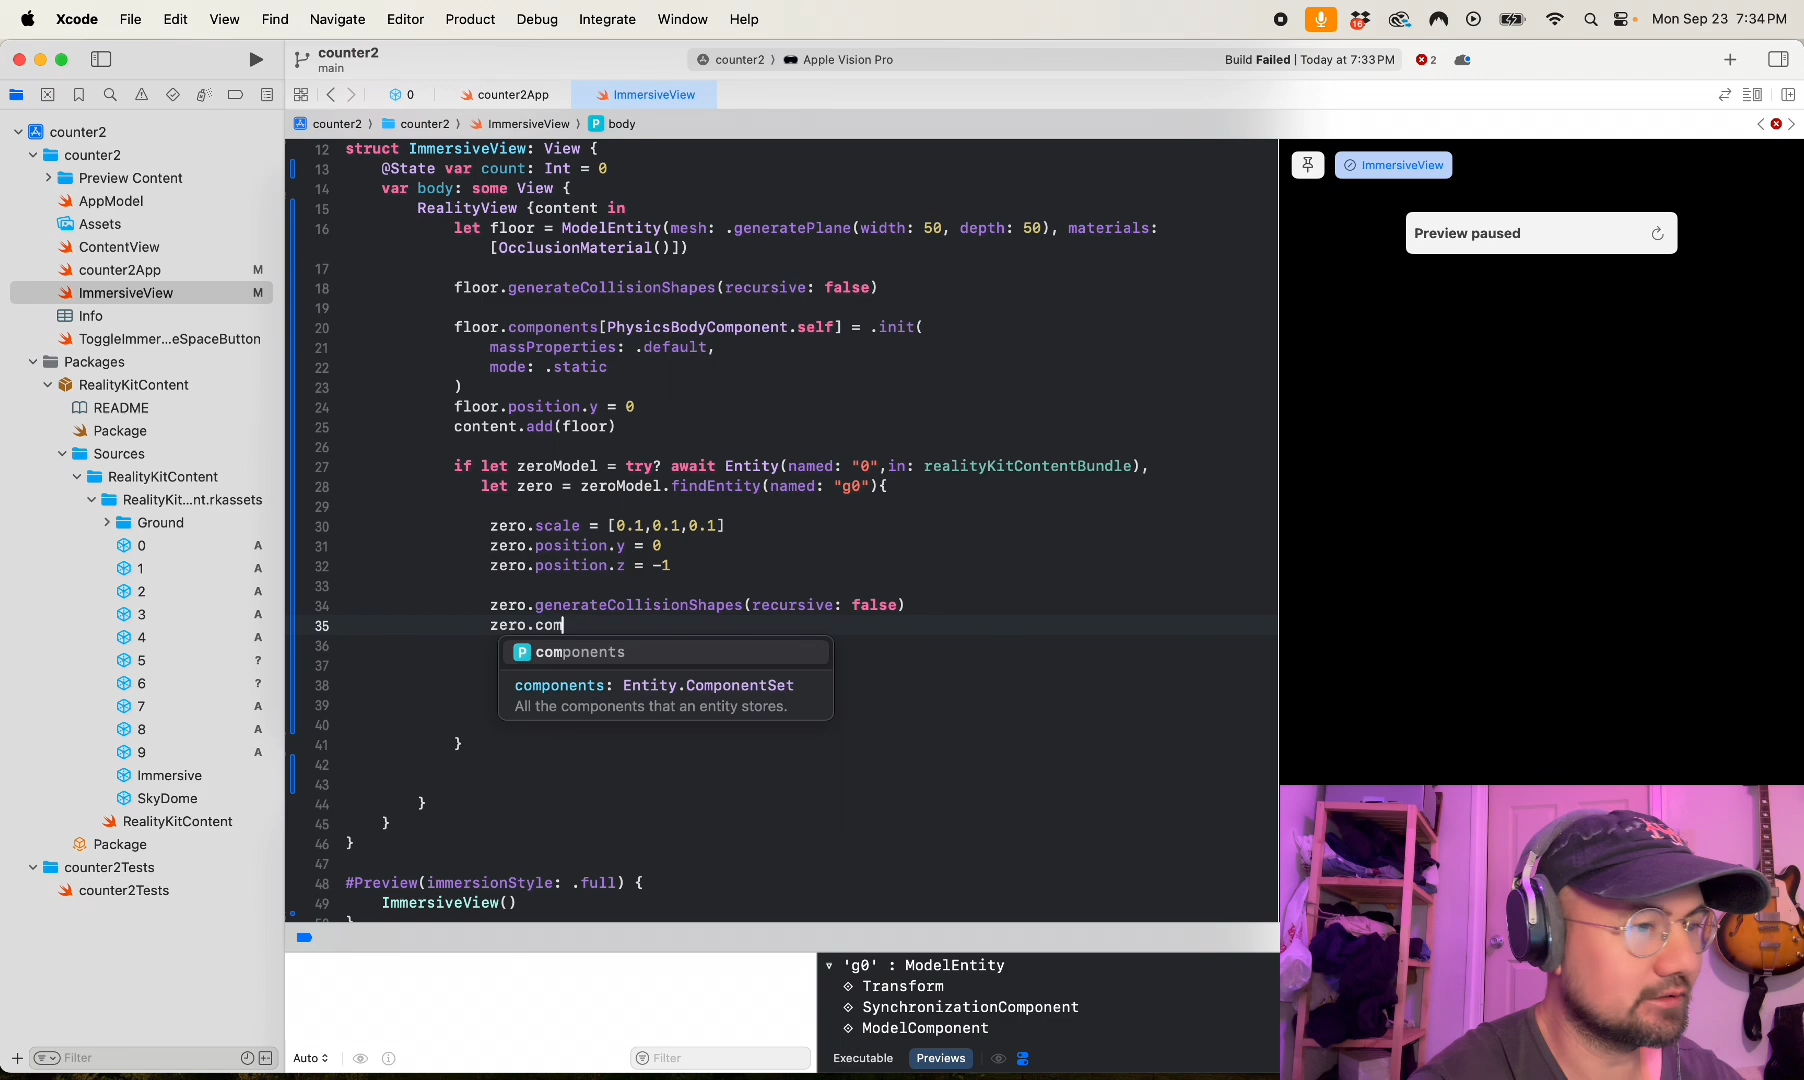 Xcode File Edit View Find Navigate Editor Product Debug Integrate Window Help
16
Mon Sep 23 7:34 PM
counter2
main
counter2 ⟩ Apple Vision Pro
Build Failed | Today at 7:33 PM
2
0
counter2App
ImmersiveView
counter2 ⟩ counter2 ⟩ ImmersiveView ⟩ P body
counter2
counter2
Preview Content
AppModel
Assets
ContentView
counter2App M
ImmersiveView M
Info
ToggleImmer...eSpaceButton
Packages
RealityKitContent
README
Package
Sources
RealityKitContent
RealityKit...nt.rkassets
Ground
0 A
1 A
2 A
3 A
4 A
5 ?
6 ?
7 A
8 A
9 A
Immersive
SkyDome
RealityKitContent
Package
counter2Tests
counter2Tests
Filter
12 struct ImmersiveView: View {
13 @State var count: Int = 0
14 var body: some View {
15 RealityView {content in
16 let floor = ModelEntity(mesh: .generatePlane(width: 50, depth: 50), materials:
[OcclusionMaterial()])
17
18 floor.generateCollisionShapes(recursive: false)
19
20 floor.components[PhysicsBodyComponent.self] = .init(
21 massProperties: .default,
22 mode: .static
23 )
24 floor.position.y = 0
25 content.add(floor)
26
27 if let zeroModel = try? await Entity(named: "0",in: realityKitContentBundle),
28 let zero = zeroModel.findEntity(named: "g0"){
29
30 zero.scale = [0.1,0.1,0.1]
31 zero.position.y = 0
32 zero.position.z = -1
33
34 zero.generateCollisionShapes(recursive: false)
35 zero.com
36
37
38
39
40
41 }
42
43
44 }
45 }
46 }
47
48 #Preview(immersionStyle: .full) {
49 ImmersiveView()
P components
components: Entity.ComponentSet
All the components that an entity stores.
ImmersiveView
Preview paused
Auto
Filter
'g0' : ModelEntity
Transform
SynchronizationComponent
ModelComponent
Executable Previews